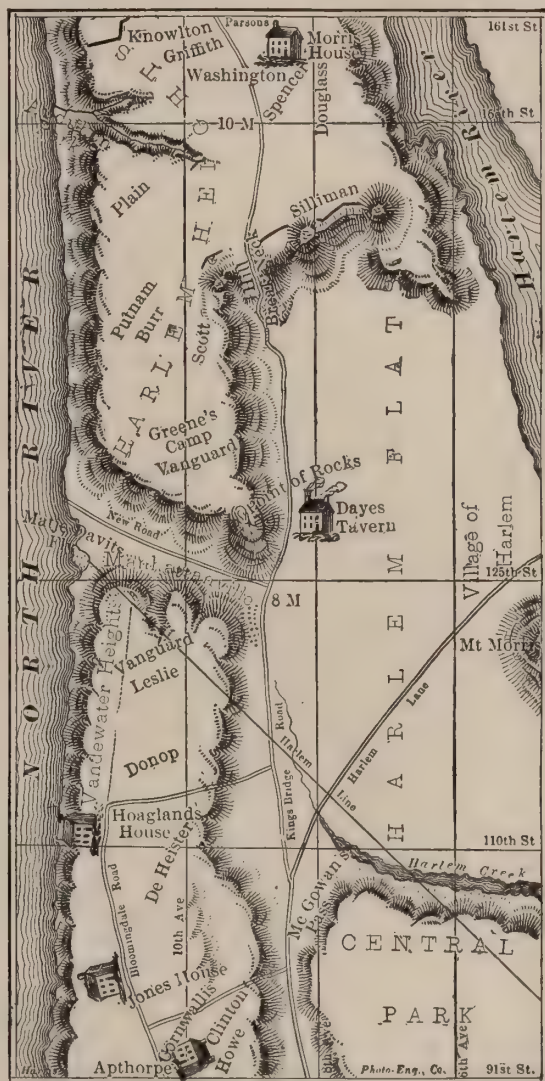 Parsons
161st St
Knowlton
Griffith
Morris
House
Washington
Spencer
Douglass
10 M
HARLEM HEIGHTS
Harlem River
Plain
Silliman
Hill
Breakneck
Putnam
Burr
Scott
Greene's
Camp
Vanguard
Point of Rocks
HARLEM FLAT
Dayes
Tavern
Village of
Harlem
New Road
NORTH RIVER
125th St
8 M
Mt Morris
Vandewater Heights
Vanguard
Leslie
Harlem
Lane
Kings Bridge Road
Harlem
Line
Donop
Hoaglands
House
De Heister
110th St
Harlem Creek
McGowan's
Pass
Bloomingdale Road
10th Ave
CENTRAL
PARK
Jones House
Cornwallis
Clinton
Howe
Apthorpe
6th Ave
Photo-Eng., Co.
91st St.